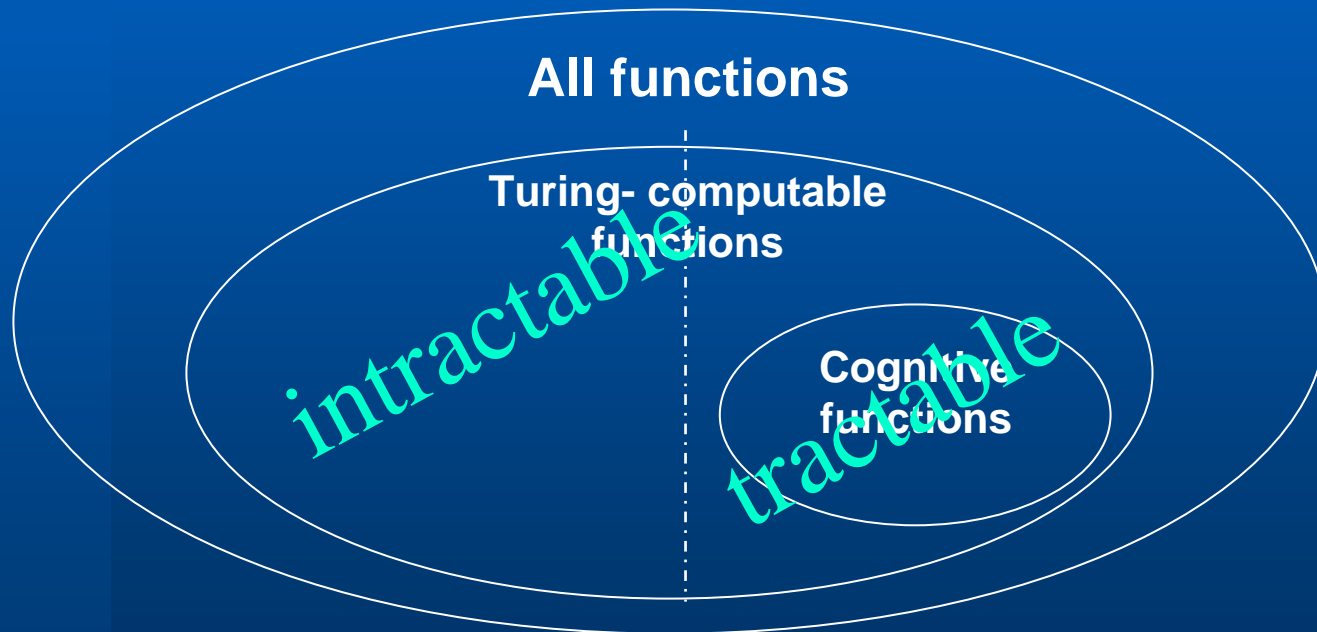 All functions
Turing- computable
functions
intractable
Cognitive
functions
tractable